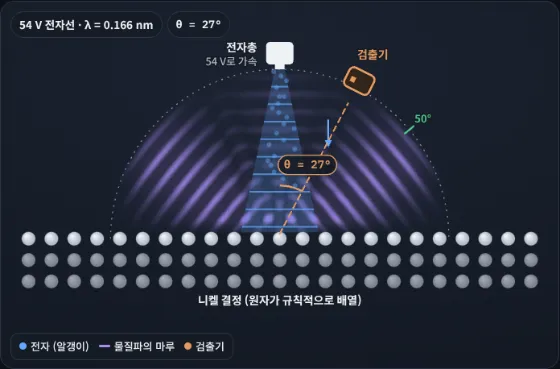 54 V 전자선 · λ = 0.166 nm
θ = 27°
전자총
54 V로 가속
검출기
50°
θ = 27°
니켈 결정 (원자가 규칙적으로 배열)
전자 (알갱이)
물질파의 마루
검출기